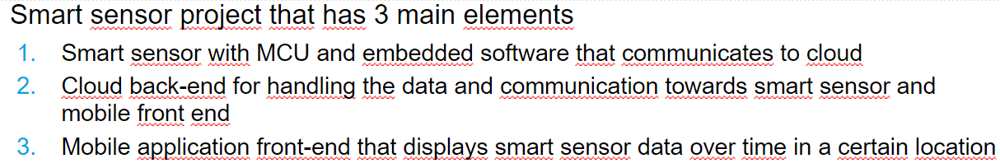 Smart sensor project that has 3 main elements
1. Smart sensor with MCU and embedded software that communicates to cloud
2. Cloud back-end for handling the data and communication towards smart sensor and
mobile front end
3. Mobile application front-end that displays smart sensor data over time in a certain location